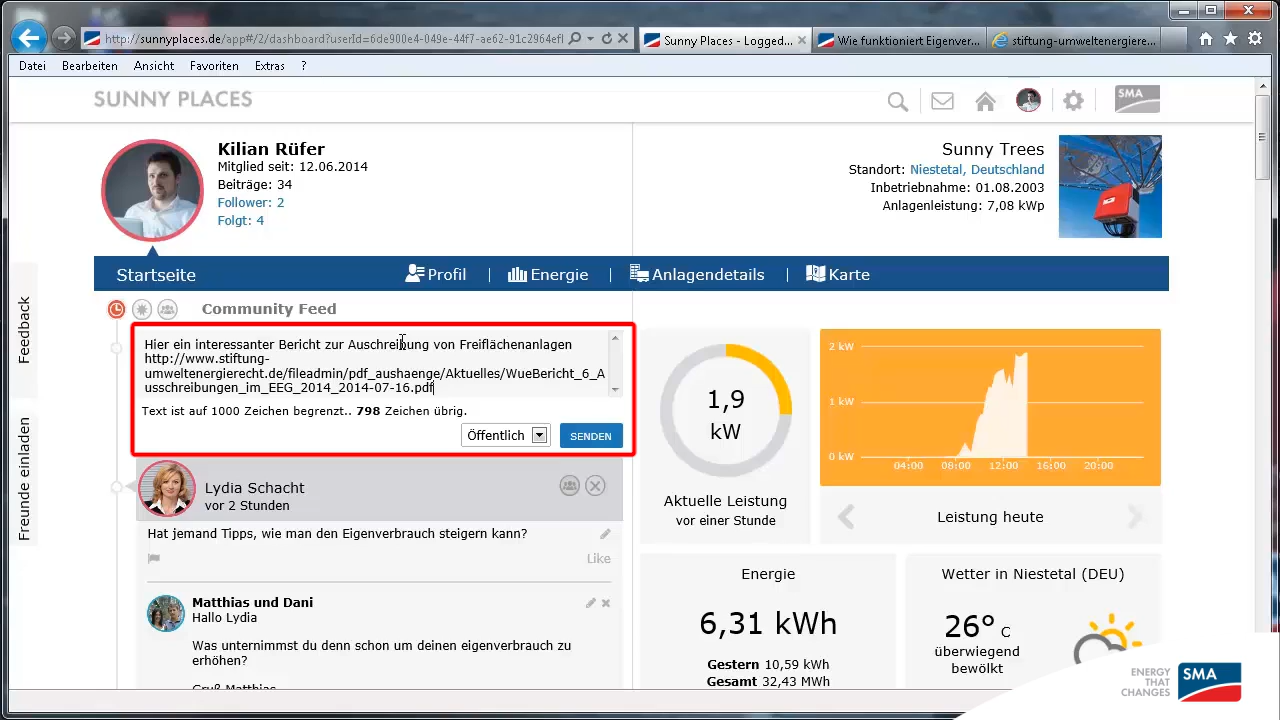 http://sunnyplaces.de/app#/2/dashboard?userId=6de900e4-049e-44f7-ae62-91c2964efl
Sunny Places - Logged...
Wie funktioniert Eigenver...
stiftung-umweltenergiere...
Datei Bearbeiten Ansicht Favoriten Extras ?
SUNNY PLACES
SMA
Kilian Rüfer
Mitglied seit: 12.06.2014
Beiträge: 34
Follower: 2
Folgt: 4
Sunny Trees
Standort: Niestetal, Deutschland
Inbetriebnahme: 01.08.2003
Anlagenleistung: 7,08 kWp
Startseite
Profil | Energie | Anlagendetails | Karte
Feedback
Freunde einladen
Community Feed
Hier ein interessanter Bericht zur Auschreibung von Freiflächenanlagen
http://www.stiftung-
umweltenergierecht.de/fileadmin/pdf_aushaenge/Aktuelles/WueBericht_6_A
usschreibungen_im_EEG_2014_2014-07-16.pdf
Text ist auf 1000 Zeichen begrenzt.. 798 Zeichen übrig.
Öffentlich
SENDEN
Lydia Schacht
vor 2 Stunden
Hat jemand Tipps, wie man den Eigenverbrauch steigern kann?
Like
Matthias und Dani
Hallo Lydia
Was unternimmst du denn schon um deinen eigenverbrauch zu
erhöhen?
Gruß Matthias
1,9
kW
Aktuelle Leistung
vor einer Stunde
2 kW
1 kW
0 kW
04:00 08:00 12:00 16:00 20:00
Leistung heute
Energie
6,31 kWh
Gestern 10,59 kWh
Gesamt 32,43 MWh
Wetter in Niestetal (DEU)
26° C
überwiegend
bewölkt
ENERGY
THAT
CHANGES
SMA